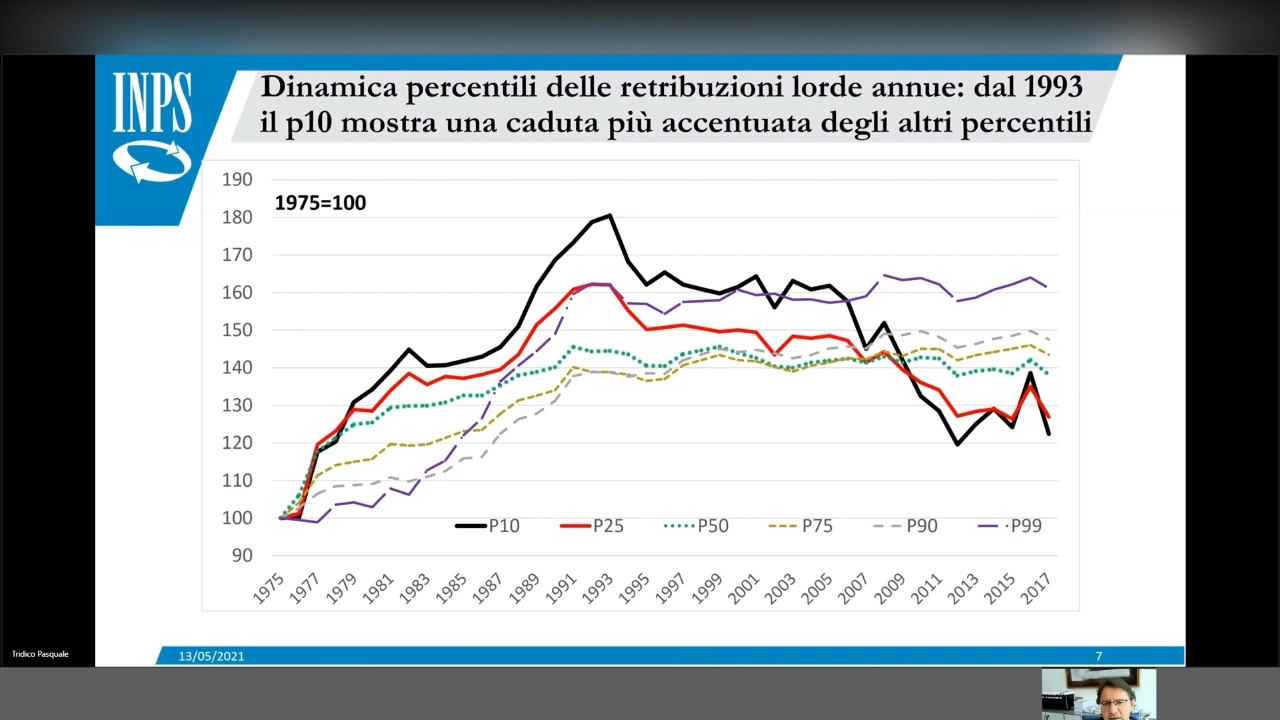 INPS
Dinamica percentili delle retribuzioni lorde annue: dal 1993
il p10 mostra una caduta più accentuata degli altri percentili
1975=100
190
180
170
160
150
140
130
120
110
100
90
P10 P25 P50 P75 P90 P99
1975 1977 1979 1981 1983 1985 1987 1989 1991 1993 1995 1997 1999 2001 2003 2005 2007 2009 2011 2013 2015 2017
Tridico Pasquale
13/05/2021 7